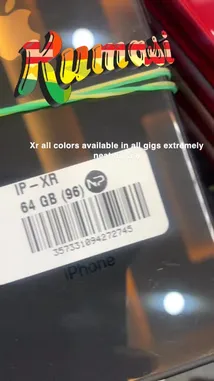 Kumasi
Xr all colors available in all gigs extremely
IP-XR
64 GB (96) NP
357331094272745
iPhone